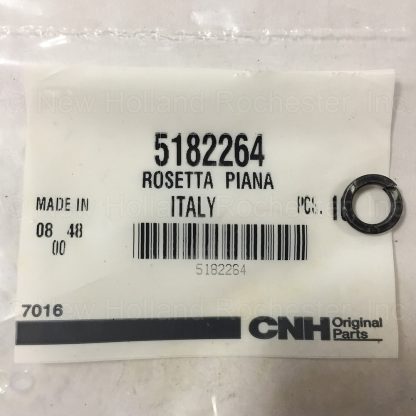 New Holland Rochester, Inc
5182264
ROSETTA PIANA
MADE IN ITALY PCS.
08 48
00
5182264
7016
CNH Original
Parts